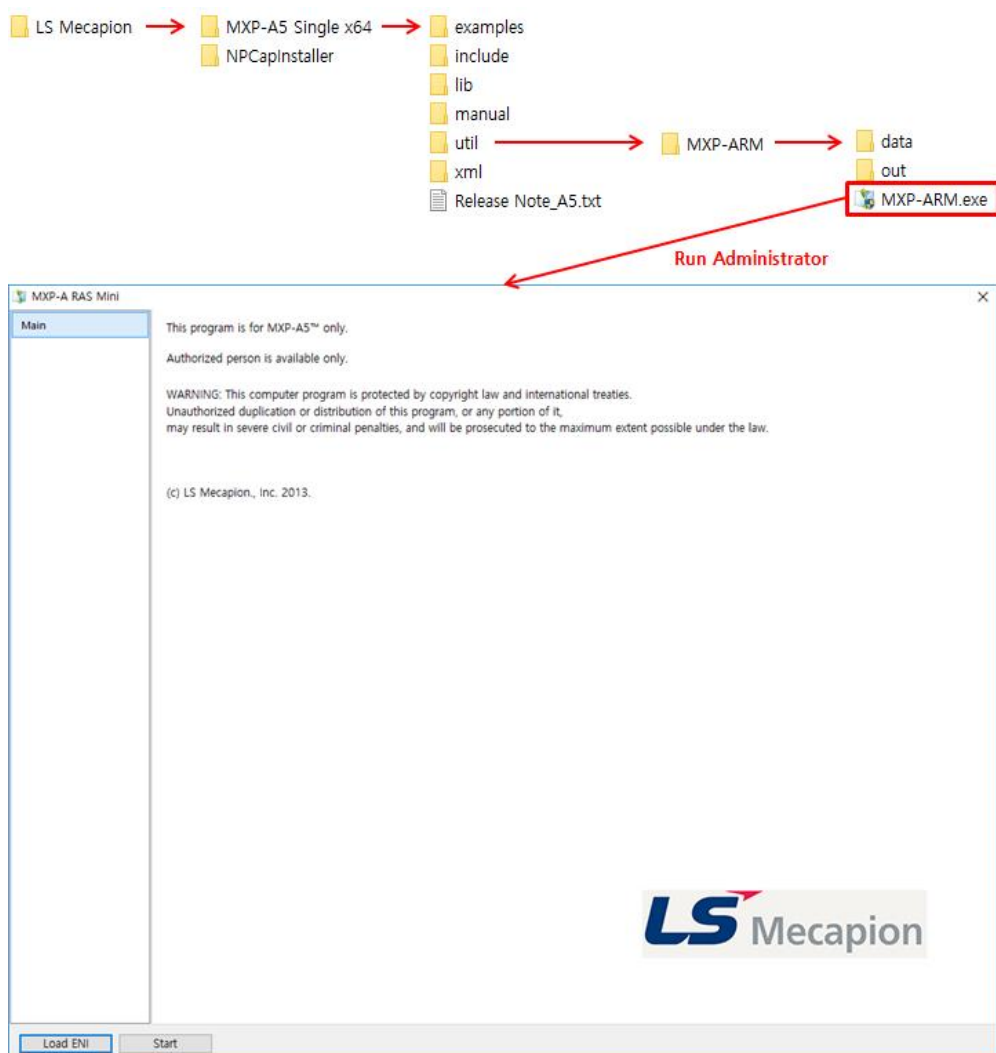 LS Mecapion
MXP-A5 Single x64
NPCapInstaller
examples
include
lib
manual
util
xml
Release Note_A5.txt
MXP-ARM
data
out
MXP-ARM.exe
Run Administrator
MXP-A RAS Mini
Main
This program is for MXP-A5™ only.
Authorized person is available only.
WARNING: This computer program is protected by copyright law and international treaties.
Unauthorized duplication or distribution of this program, or any portion of it,
may result in severe civil or criminal penalties, and will be prosecuted to the maximum extent possible under the law.
(c) LS Mecapion., Inc. 2013.
LS Mecapion
Load ENI
Start